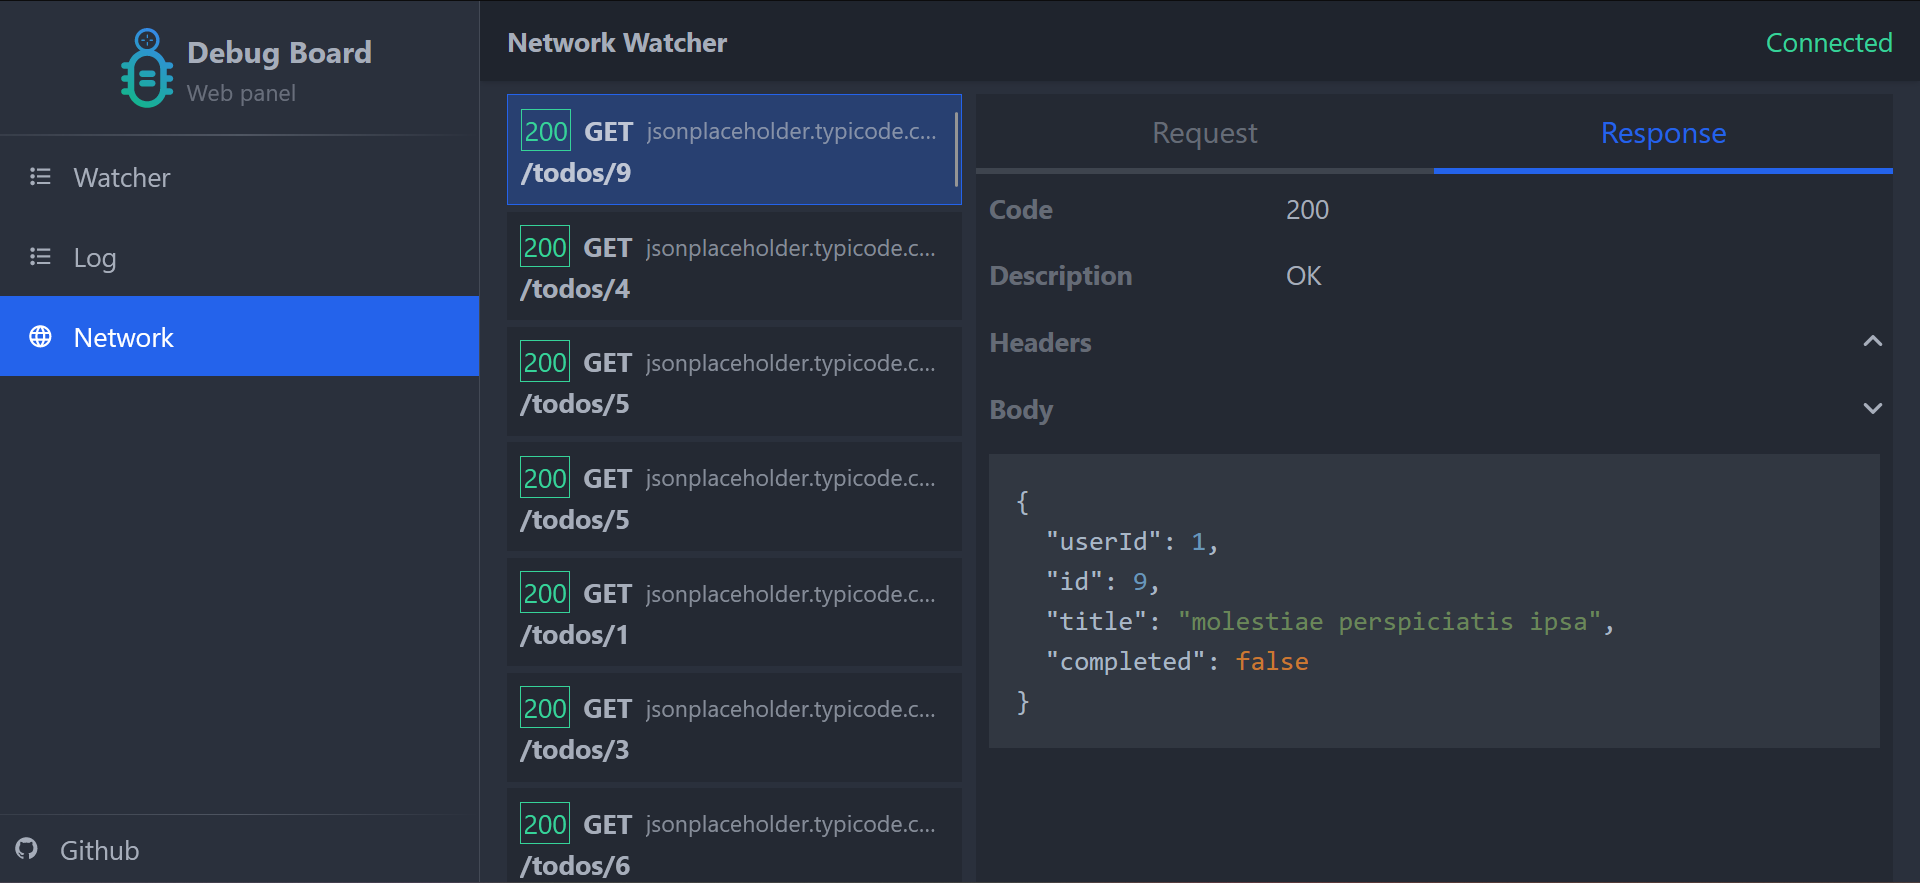 Debug Board
Web panel
Watcher
Log
Network
Github
Network Watcher
Connected
200 GET jsonplaceholder.typicode.c...
/todos/9
200 GET jsonplaceholder.typicode.c...
/todos/4
200 GET jsonplaceholder.typicode.c...
/todos/5
200 GET jsonplaceholder.typicode.c...
/todos/5
200 GET jsonplaceholder.typicode.c...
/todos/1
200 GET jsonplaceholder.typicode.c...
/todos/3
200 GET jsonplaceholder.typicode.c...
/todos/6
Request Response
Code 200
Description OK
Headers
Body
{
"userId": 1,
"id": 9,
"title": "molestiae perspiciatis ipsa",
"completed": false
}